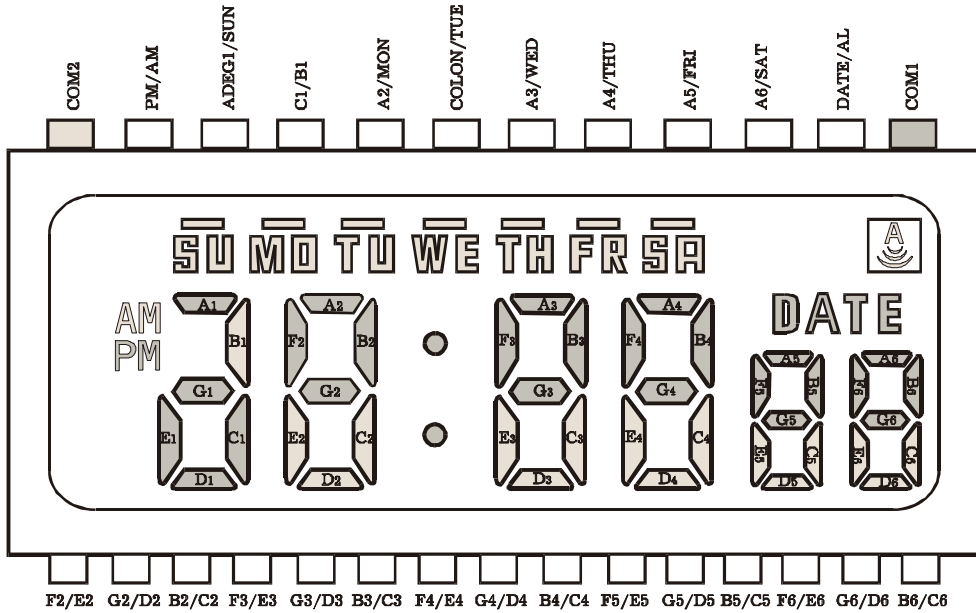 COM2 PM/AM ADEG1/SUN C1/B1 A2/MON COLON/TUE A3/WED A4/THU A5/FRI A6/SAT DATE/AL COM1
SU MO TU WE TH FR SA A
AM
PM
DATE
A1 A2 A3 A4
B1 F2 B2 F3 B3 F4 B4
A5 A6
F5 B5 F6 B6
G1 G2 G3 G4
G5 G6
E1 C1 E2 C2 E3 C3 E4 C4
E5 C5 E6 C6
D1 D2 D3 D4 D5 D6
F2/E2 G2/D2 B2/C2 F3/E3 G3/D3 B3/C3 F4/E4 G4/D4 B4/C4 F5/E5 G5/D5 B5/C5 F6/E6 G6/D6 B6/C6